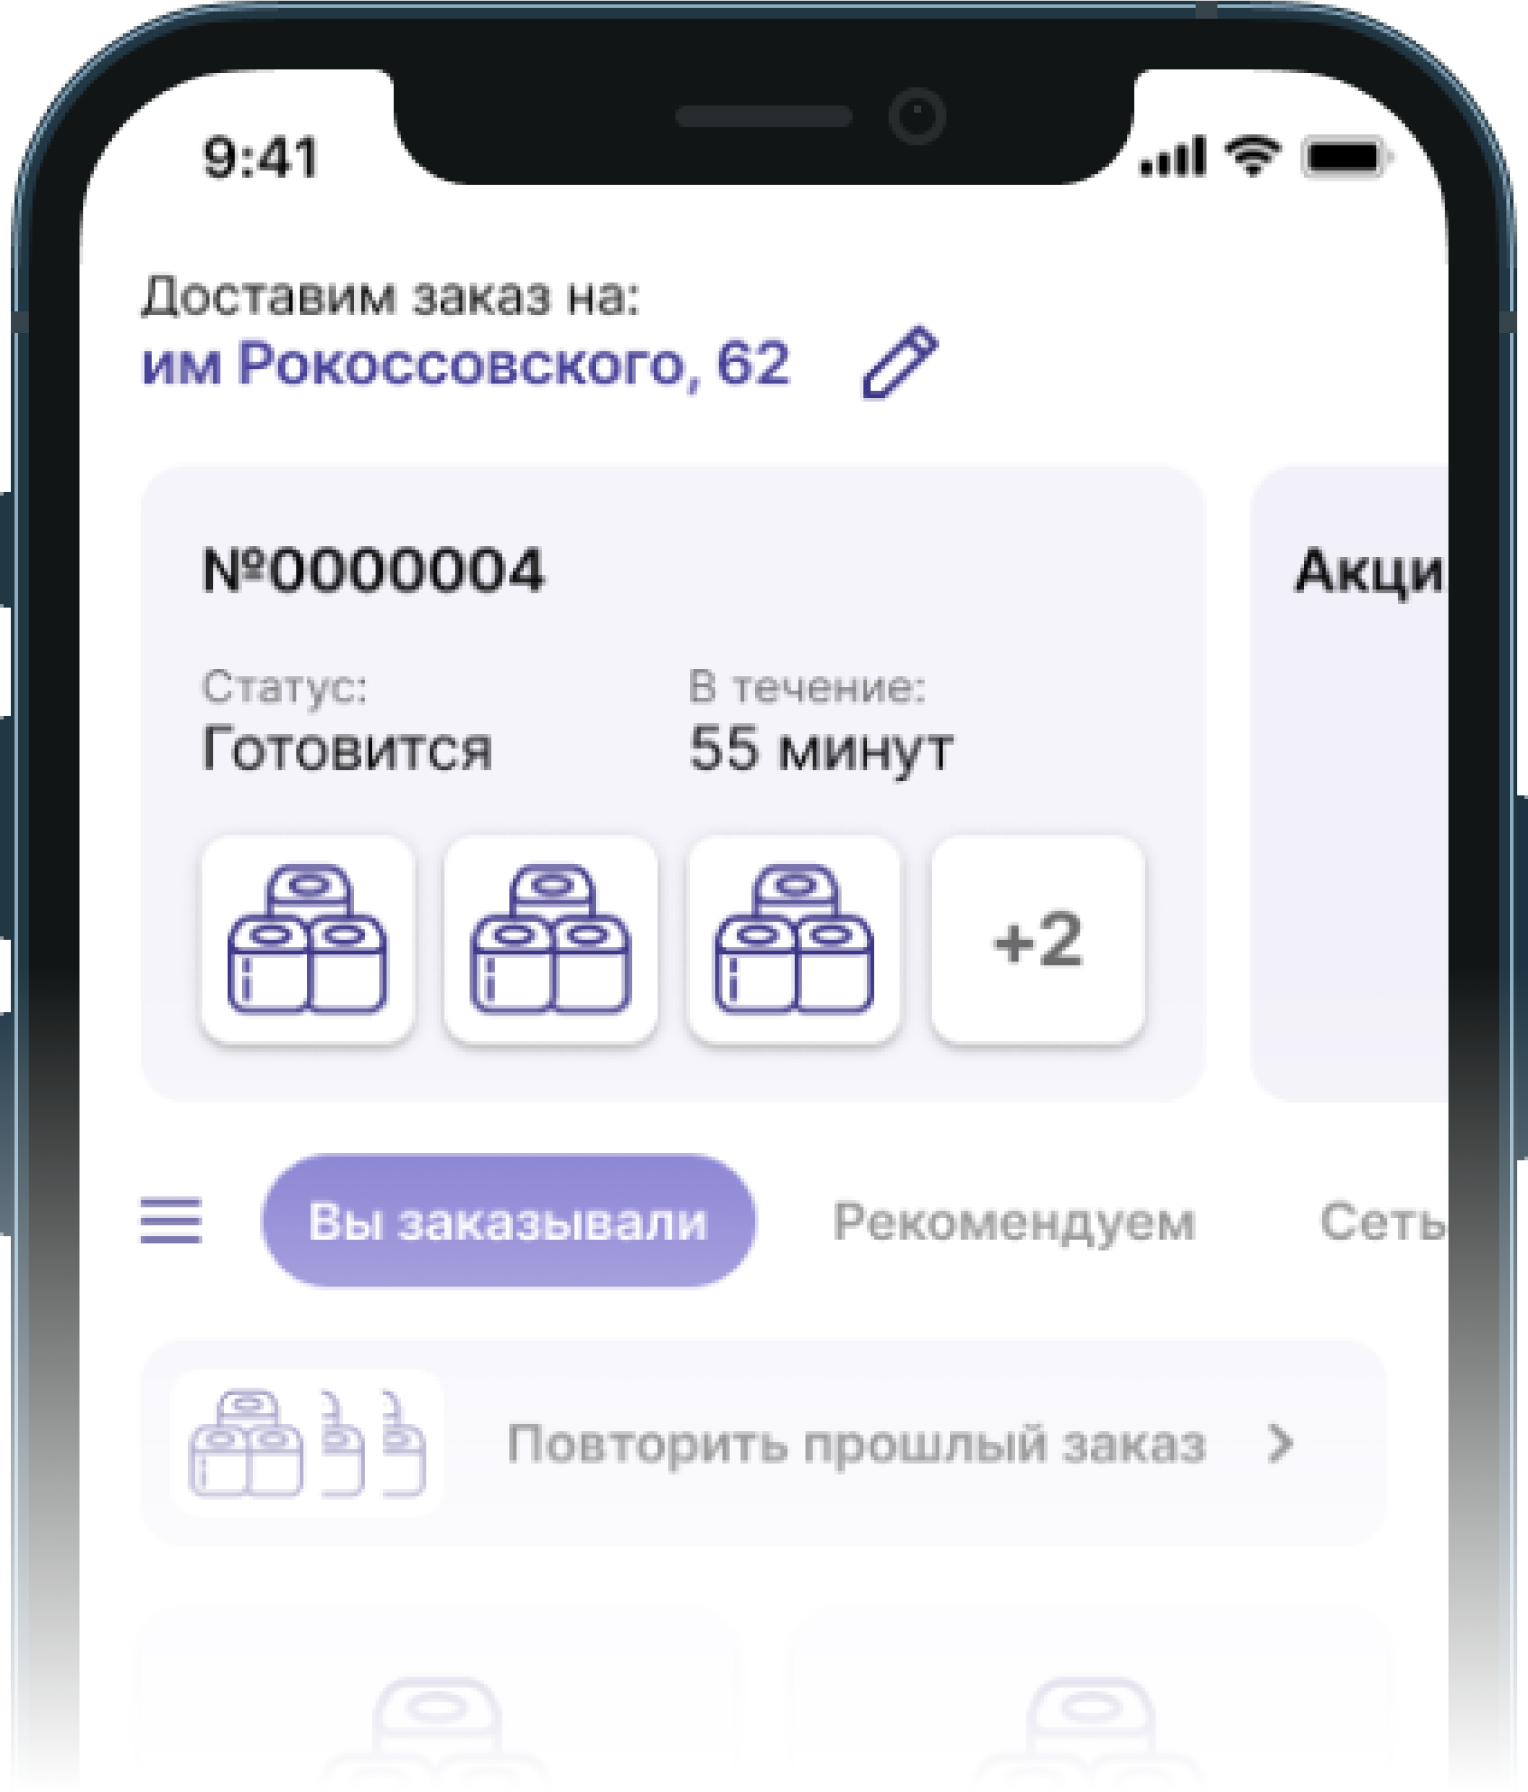 9:41
Доставим заказ на:
им Рокоссовского, 62
№0000004
Акци
Статус:
В течение:
Готовится
55 минут
+2
Вы заказывали
Рекомендуем
Сеть
Повторить прошлый заказ